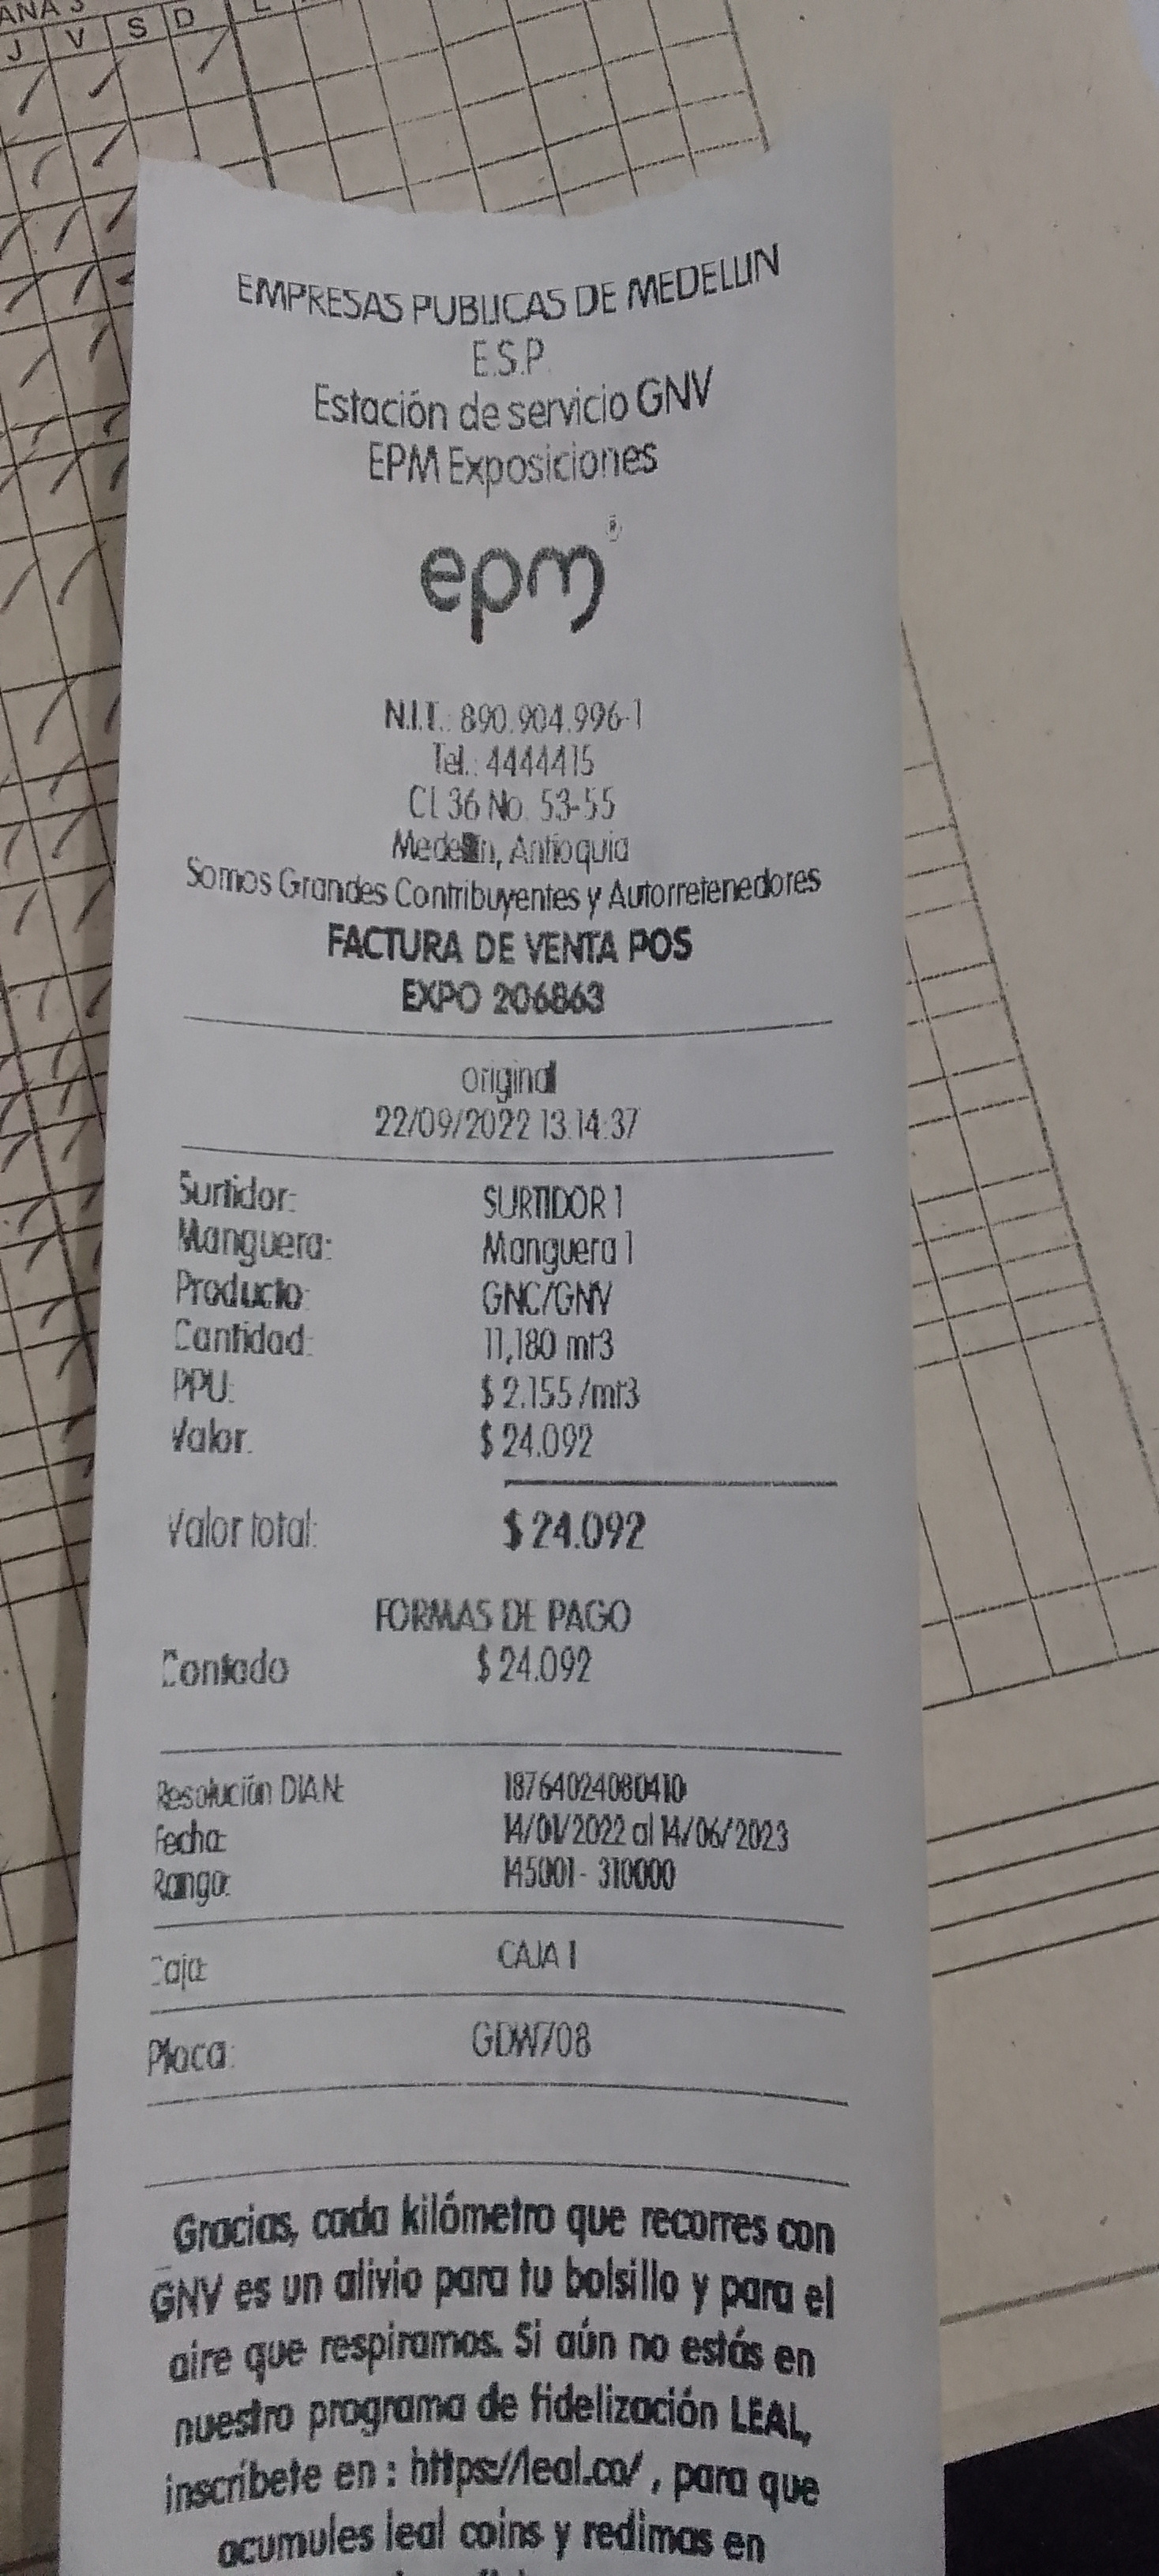 J V S D
EMPRESAS PUBLICAS DE MEDELLIN
E.S.P.
Estación de servicio GNV
EPM Exposiciones
epm®
N.I.T.: 890.904.996-1
Tel.: 4444415
CL 36 No. 53-55
Medellín, Antioquia
Somos Grandes Contribuyentes y Autorretenedores
FACTURA DE VENTA POS
EXPO 206863
original
22/09/2022 13:14:37
Surtidor: SURTIDOR 1
Manguera: Manguera 1
Producto: GNC/GNV
Cantidad: 11,180 mt3
PPU: $ 2.155 /mt3
Valor: $ 24.092
Valor total: $ 24.092
FORMAS DE PAGO
Contado $ 24.092
Resolución DIAN: 18764024080410
Fecha: 14/01/2022 al 14/06/2023
Rango: 145001 - 310000
Caja: CAJA 1
Placa: GDW708
Gracias, cada kilómetro que recorres con
GNV es un alivio para tu bolsillo y para el
aire que respiramos. Si aún no estás en
nuestro programa de fidelización LEAL,
inscríbete en : https://leal.co/ , para que
acumules leal coins y redimas en